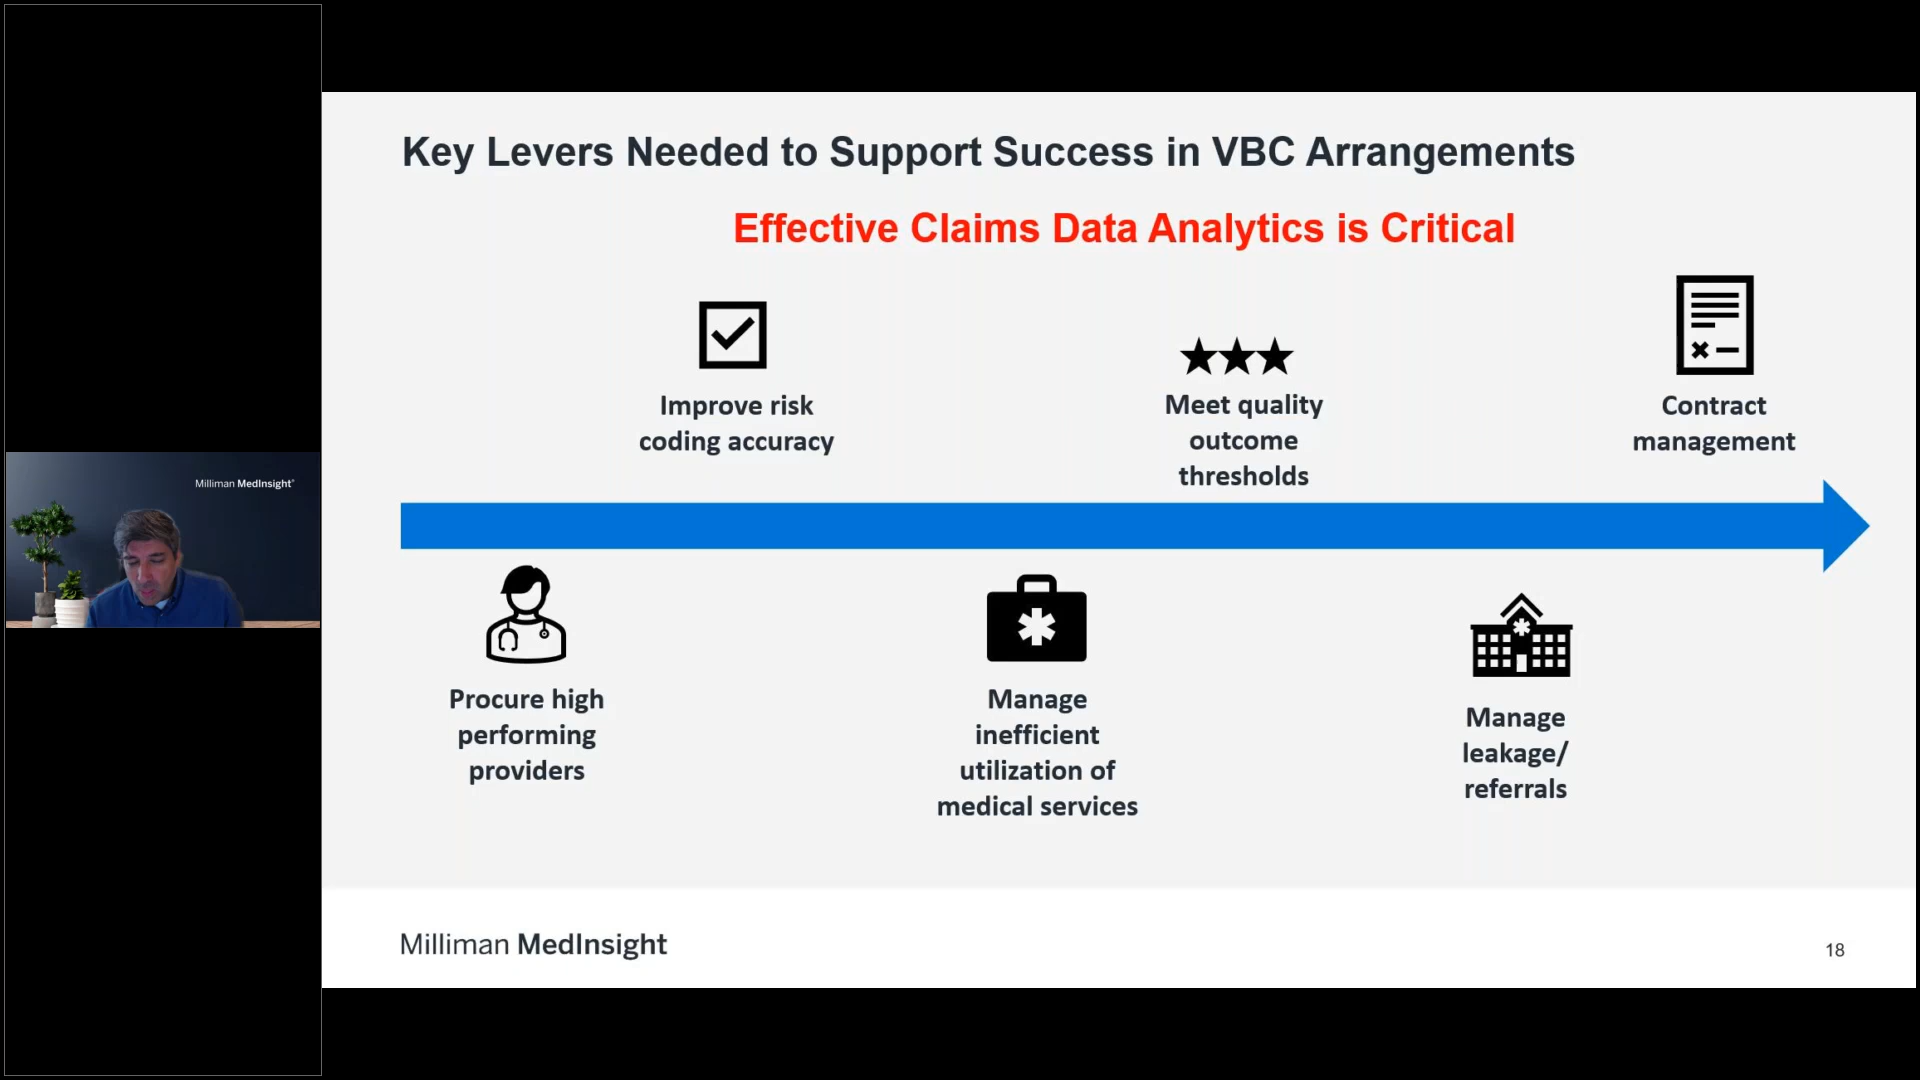 Milliman MedInsight®
Key Levers Needed to Support Success in VBC Arrangements
Effective Claims Data Analytics is Critical
Improve risk
coding accuracy
Meet quality
outcome
thresholds
Contract
management
Procure high
performing
providers
Manage
inefficient
utilization of
medical services
Manage
leakage/
referrals
Milliman MedInsight
18